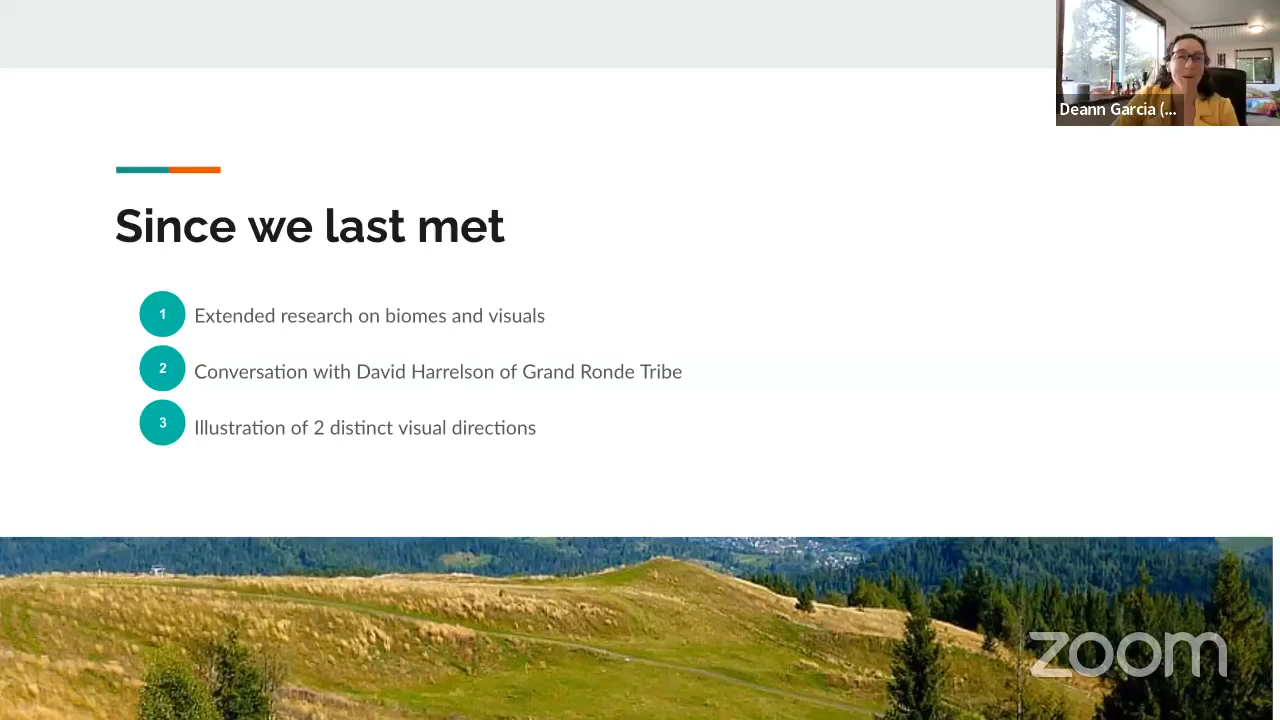 Deann Garcia (...
Since we last met
1 Extended research on biomes and visuals
2 Conversation with David Harrelson of Grand Ronde Tribe
3 Illustration of 2 distinct visual directions
zoom